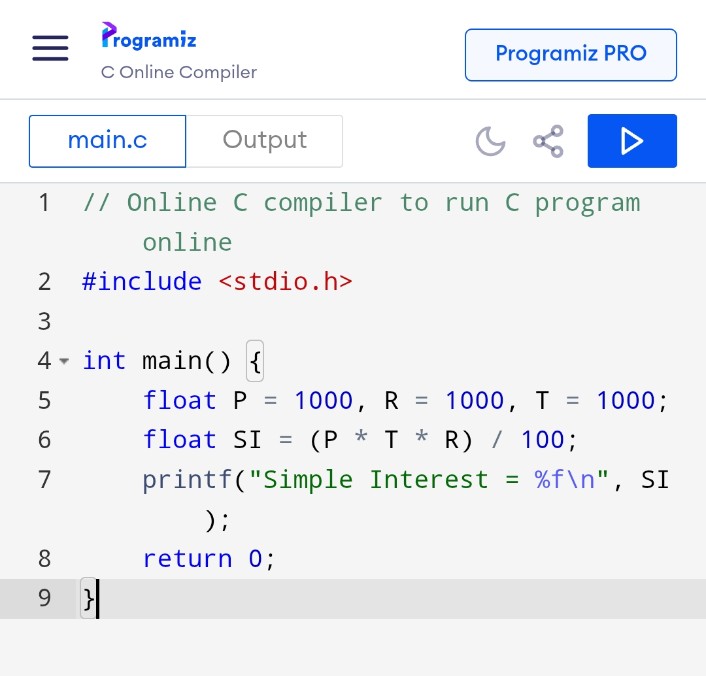 Programiz
C Online Compiler
Programiz PRO
main.c
Output
1 // Online C compiler to run C program
online
2 #include <stdio.h>
3
4 int main() {
5 float P = 1000, R = 1000, T = 1000;
6 float SI = (P * T * R) / 100;
7 printf("Simple Interest = %f\n", SI
);
8 return 0;
9 }